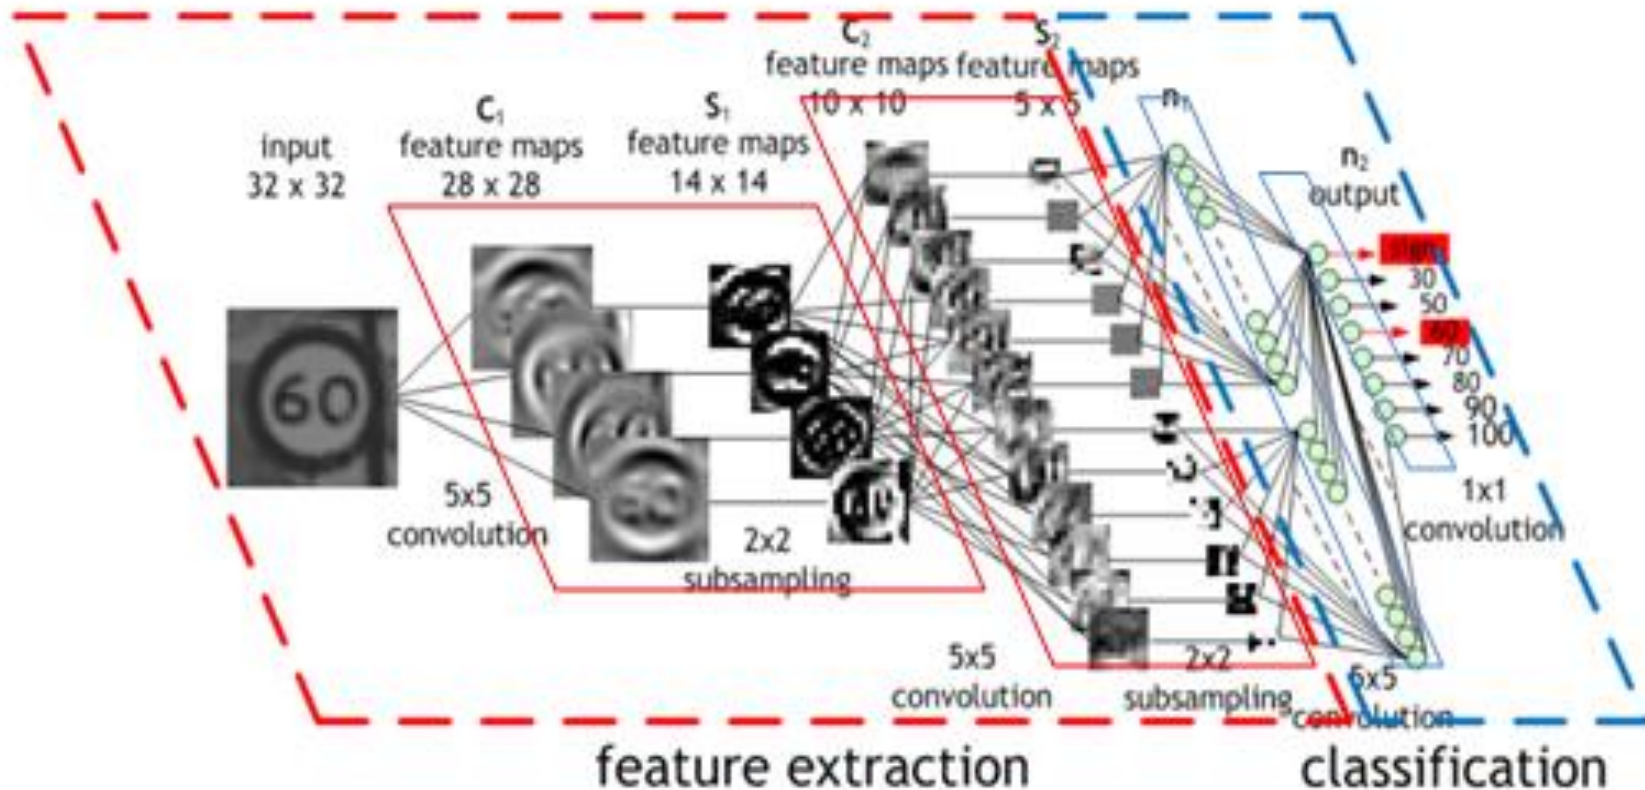 input
32 x 32
C₁
feature maps
28 x 28
S₁
feature maps
14 x 14
C₂
feature maps
10 x 10
S₂
feature maps
5 x 5
n₁
n₂
output
60
30
50
60
70
80
90
100
5x5
convolution
2x2
subsampling
5x5
convolution
2x2
subsampling
5x5
convolution
1x1
convolution
feature extraction
classification